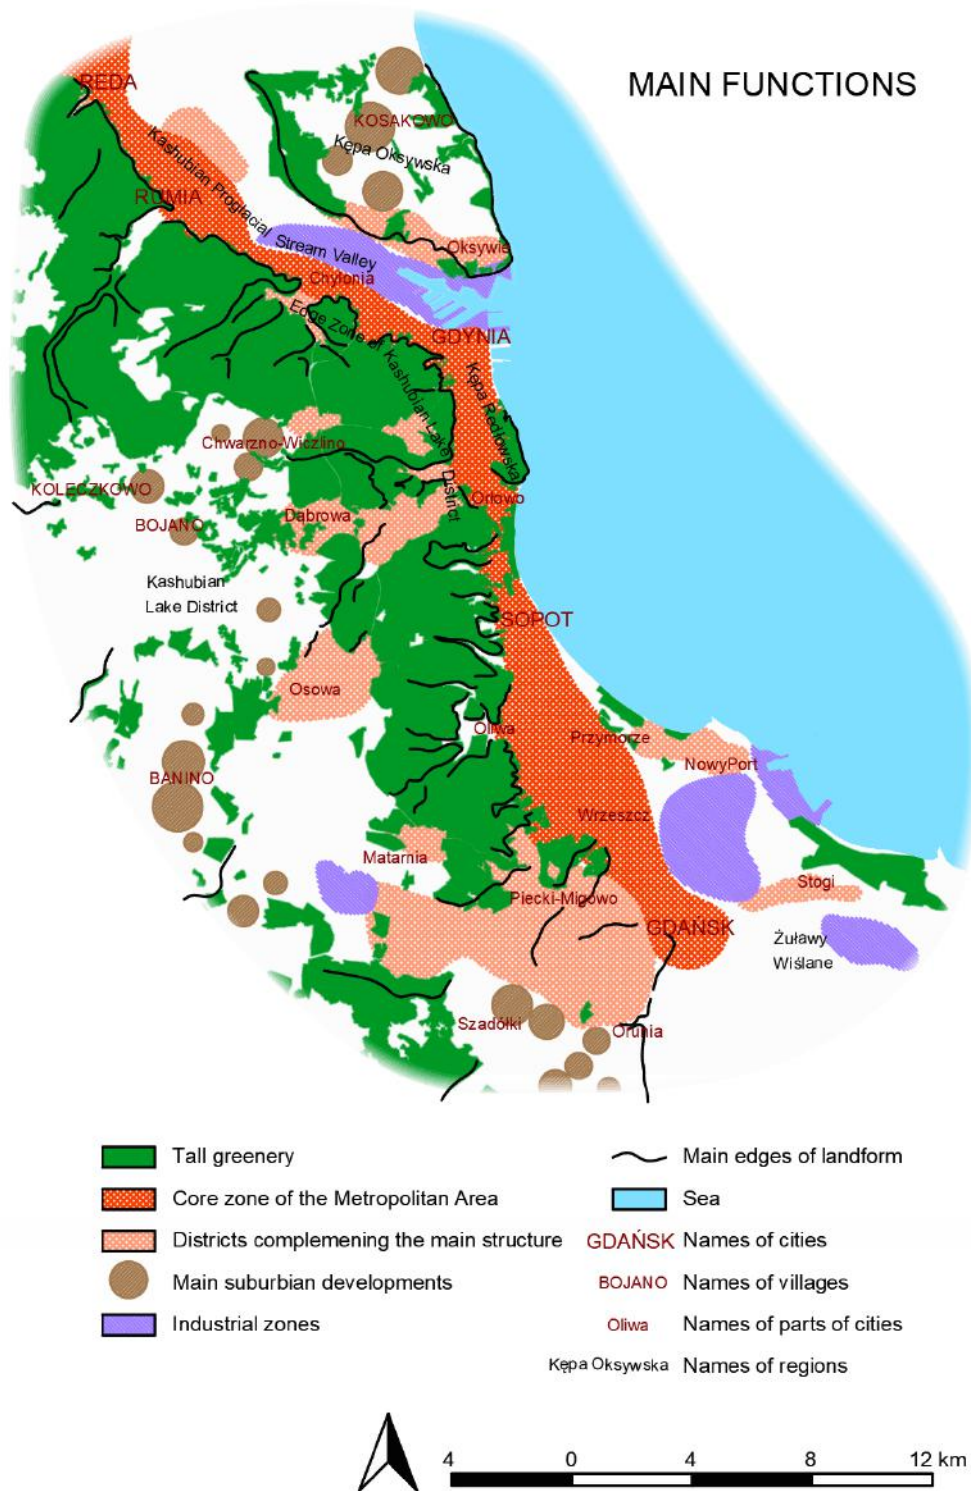 MAIN FUNCTIONS
REDA
KOSAKOWO
Kępa Oksywska
Kashubian Proglacial Stream Valley
RUMIA
Oksywie
Chylonia
Edge Zone of Kashubian Lake District
GDYNIA
Kępa Redłowska
Chwarzno-Wiczlino
KOLECZKOWO
Orłowo
BOJANO
Dąbrowa
Kashubian
Lake District
SOPOT
Osowa
Oliwa
Przymorze
NowyPort
BANINO
Wrzeszcz
Matarnia
Stogi
Piecki-Migowo
GDAŃSK
Żuławy
Wiślane
Szadółki
Orunia
Tall greenery
Main edges of landform
Core zone of the Metropolitan Area
Sea
Districts complemening the main structure
GDAŃSK Names of cities
Main suburbian developments
BOJANO Names of villages
Industrial zones
Oliwa Names of parts of cities
Kępa Oksywska Names of regions
4 0 4 8 12 km